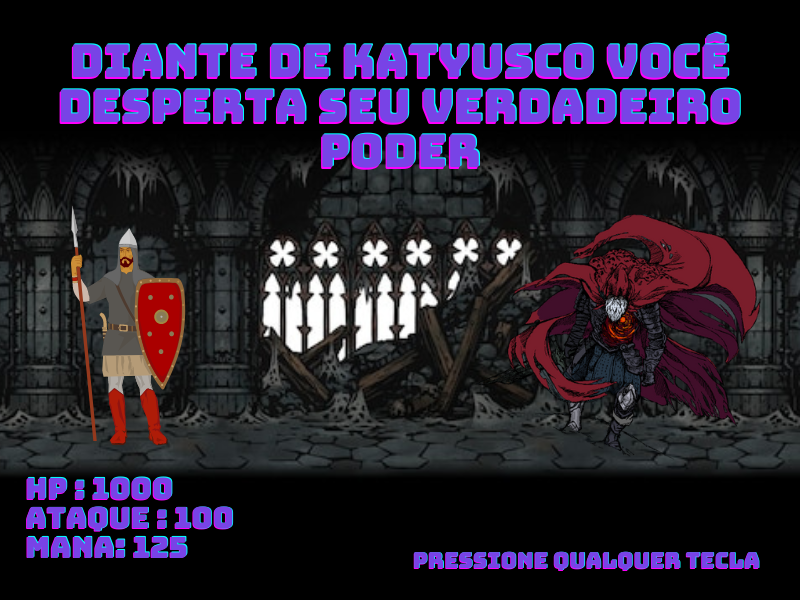 DIANTE DE KATYUSCO VOCÊ
DESPERTA SEU VERDADEIRO
PODER
HP : 1000
ATAQUE : 100
MANA: 125
PRESSIONE QUALQUER TECLA